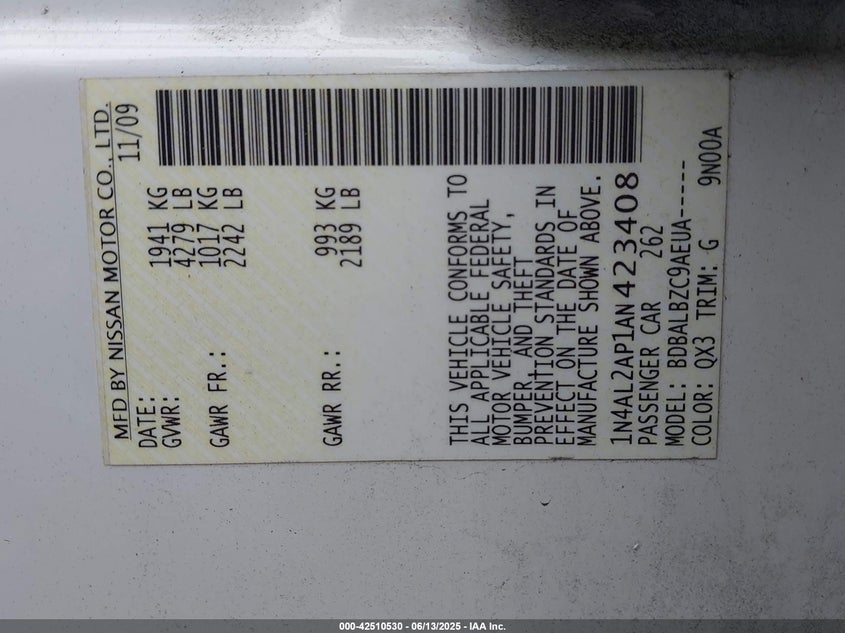 MFD BY NISSAN MOTOR CO., LTD.
DATE: 11/09
GVWR: 1941 KG
4279 LB
GAWR FR.: 1017 KG
2242 LB
GAWR RR.: 993 KG
2189 LB
THIS VEHICLE CONFORMS TO
ALL APPLICABLE FEDERAL
MOTOR VEHICLE SAFETY,
BUMPER, AND THEFT
PREVENTION STANDARDS IN
EFFECT ON THE DATE OF
MANUFACTURE SHOWN ABOVE.
1N4AL2AP1AN423408
PASSENGER CAR 262
MODEL: BDBALBZC9AEUA-----
COLOR: QX3 TRIM: G 9N00A
000-42510530 - 06/13/2025 - IAA Inc.